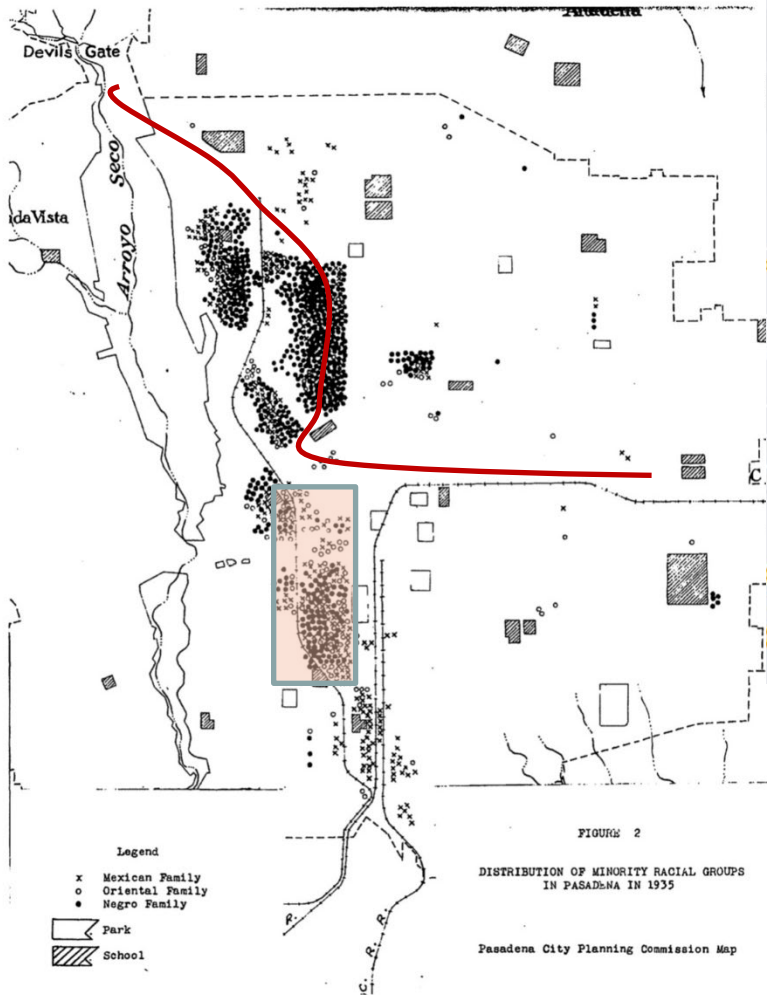 Altadena
Devils Gate
Arroyo Seco
daVista
C
R.
R.
R.
C.
FIGURE 2
DISTRIBUTION OF MINORITY RACIAL GROUPS
IN PASADENA IN 1935
Pasadena City Planning Commission Map
Legend
x Mexican Family
o Oriental Family
• Negro Family
Park
School